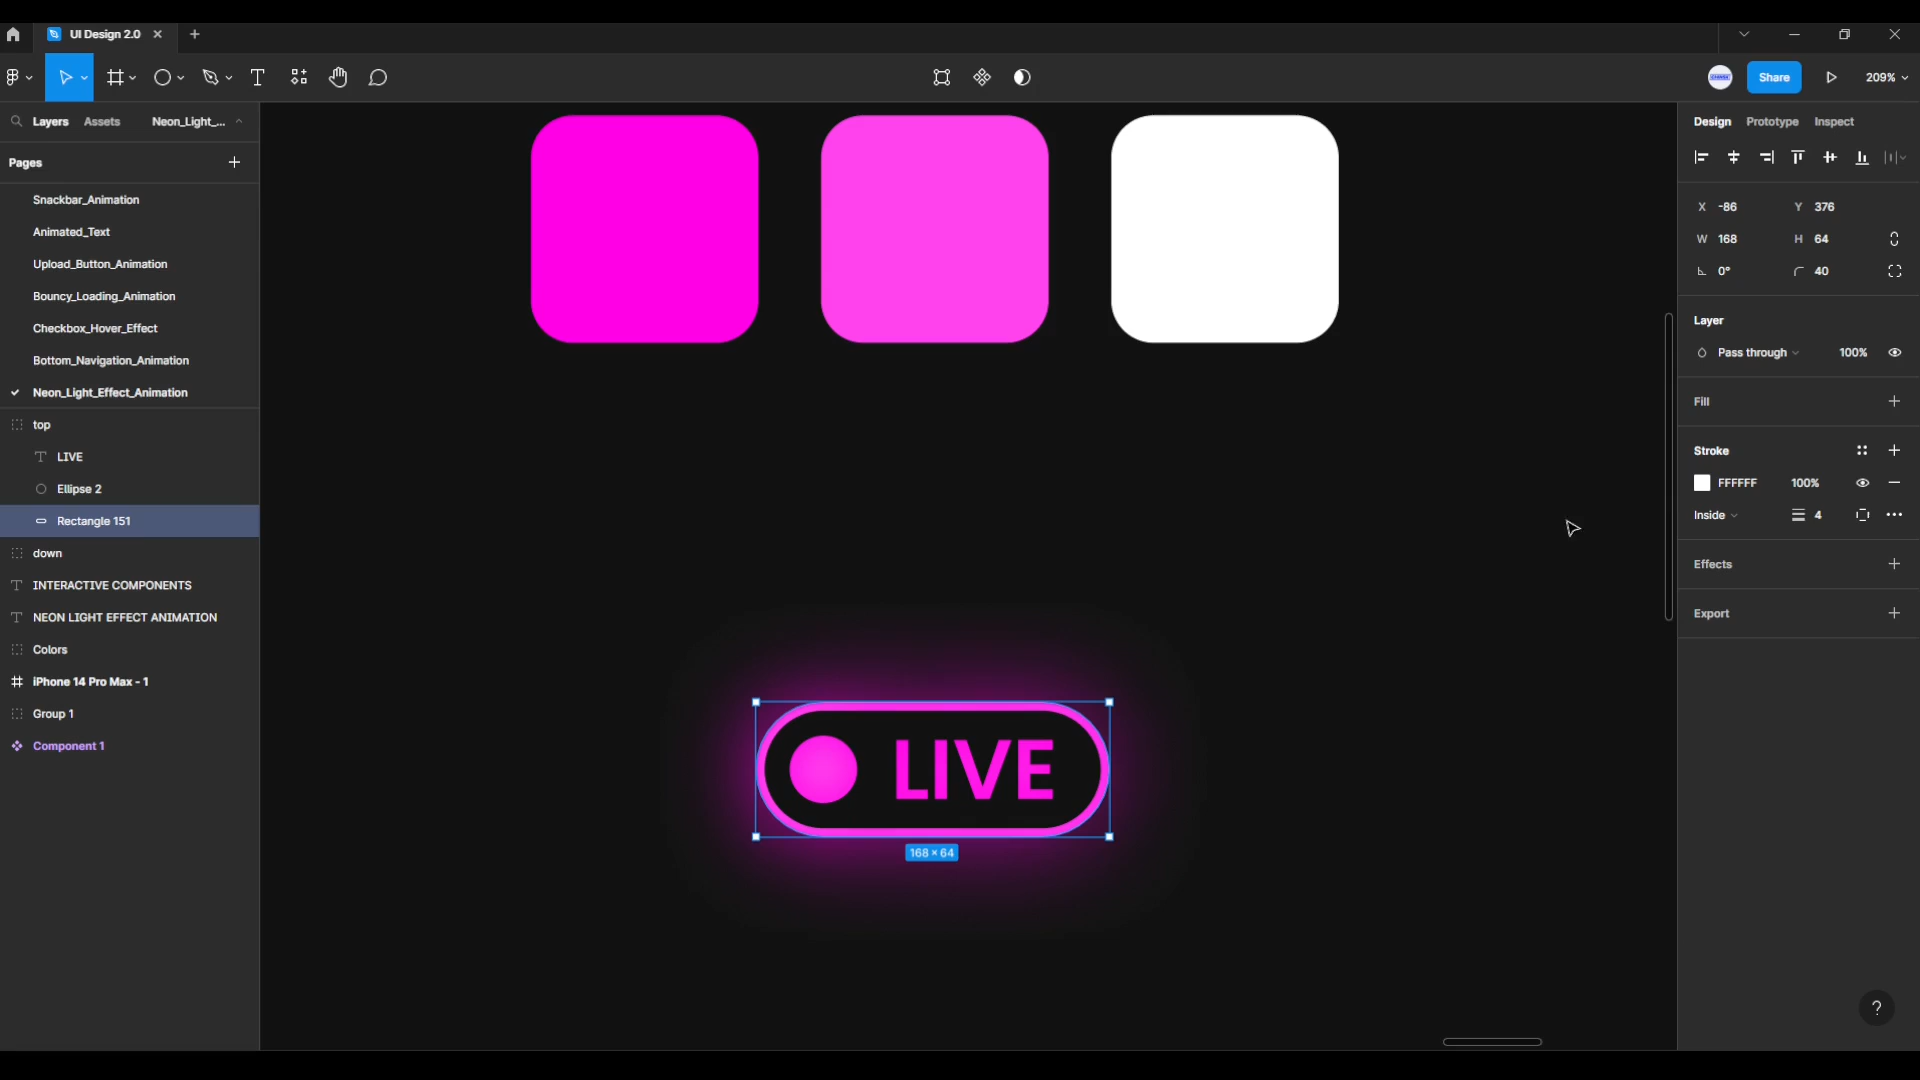 UI Design 2.0
Share
209%
Layers
Assets
Neon_Light_...
Pages
Snackbar_Animation
Animated_Text
Upload_Button_Animation
Bouncy_Loading_Animation
Checkbox_Hover_Effect
Bottom_Navigation_Animation
Neon_Light_Effect_Animation
top
LIVE
Ellipse 2
Rectangle 151
down
INTERACTIVE COMPONENTS
NEON LIGHT EFFECT ANIMATION
Colors
iPhone 14 Pro Max - 1
Group 1
Component 1
LIVE
168 × 64
Design
Prototype
Inspect
X -86
Y 376
W 168
H 64
0°
40
Layer
Pass through
100%
Fill
Stroke
FFFFFF
100%
Inside
4
Effects
Export
?